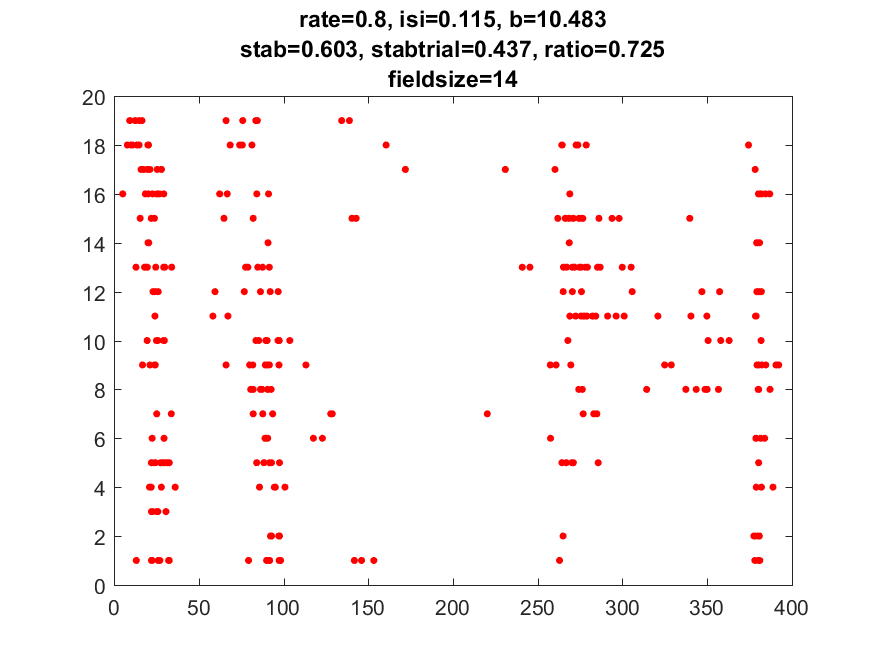 rate=0.8, isi=0.115, b=10.483
stab=0.603, stabtrial=0.437, ratio=0.725
fieldsize=14
20
18
16
14
12
10
8
6
4
2
0
0 50 100 150 200 250 300 350 400